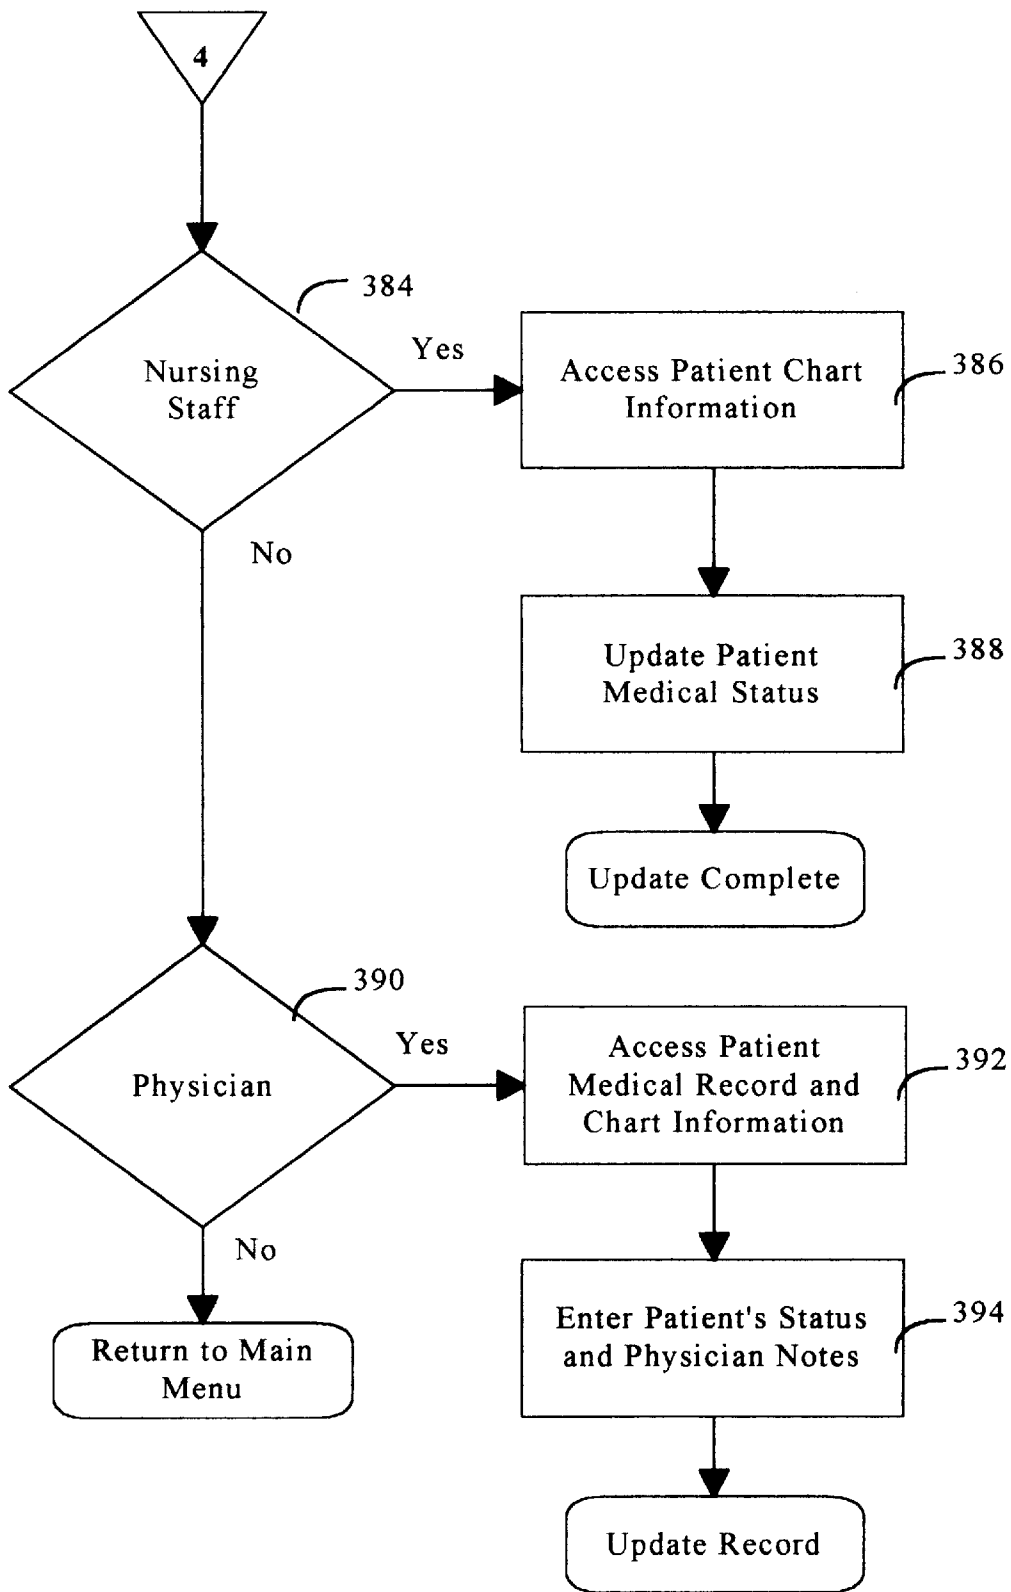 4
384
Nursing
Staff
Yes
Access Patient Chart
Information
386
No
Update Patient
Medical Status
388
Update Complete
390
Physician
Yes
Access Patient
Medical Record and
Chart Information
392
No
Return to Main
Menu
Enter Patient's Status
and Physician Notes
394
Update Record